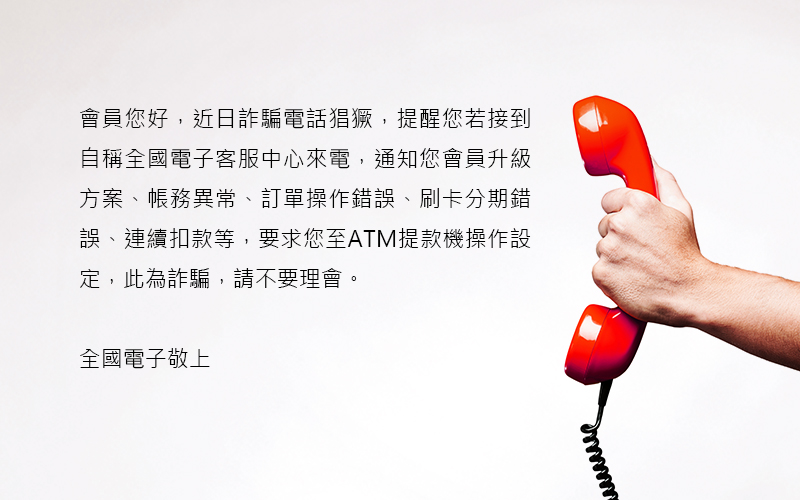 會員您好，近日詐騙電話猖獗，提醒您若接到
自稱全國電子客服中心來電，通知您會員升級
方案、帳務異常、訂單操作錯誤、刷卡分期錯
誤、連續扣款等，要求您至ATM提款機操作設
定，此為詐騙，請不要理會。
全國電子敬上